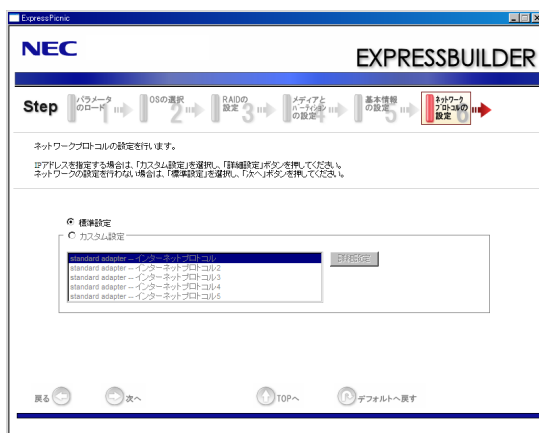 ExpressPicnic
NEC
EXPRESSBUILDER
Step
パラメータ
のロード
1
OSの選択
2
RAIDの
設定
3
メディアと
パーティション
の設定
4
基本情報
の設定
5
ネットワーク
プロトコルの
設定
6
ネットワークプロトコルの設定を行います。
IPアドレスを指定する場合は、「カスタム設定」を選択し、「詳細設定」ボタンを押してください。
ネットワークの設定を行わない場合は、「標準設定」を選択し、「次へ」ボタンを押してください。
標準設定
カスタム設定
standard adapter -- インターネットプロトコル
standard adapter -- インターネットプロトコル2
standard adapter -- インターネットプロトコル3
standard adapter -- インターネットプロトコル4
standard adapter -- インターネットプロトコル5
詳細設定
戻る
次へ
TOPへ
デフォルトへ戻す